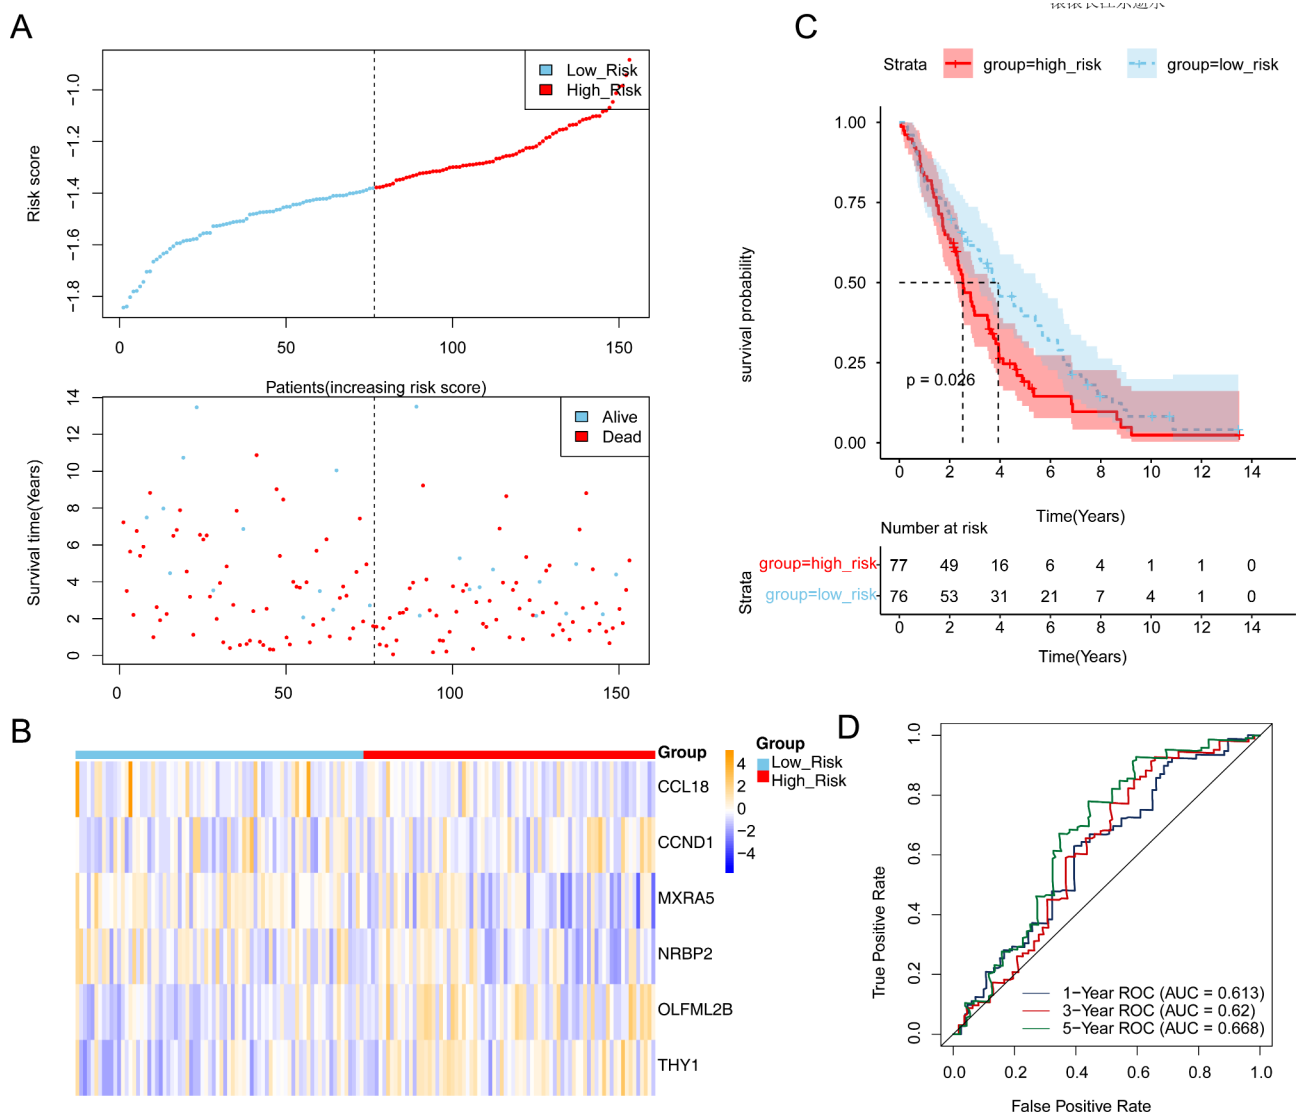 A
Low_Risk
High_Risk
Risk score
−1.0
−1.2
−1.4
−1.6
−1.8
0 50 100 150
Patients(increasing risk score)
Alive
Dead
Survival time(Years)
14
12
10
8
6
4
2
0
0 50 100 150
B
Group
CCL18
CCND1
MXRA5
NRBP2
OLFML2B
THY1
4
2
0
−2
−4
Group
Low_Risk
High_Risk
C
Strata group=high_risk group=low_risk
survival probability
1.00
0.75
0.50
0.25
0.00
p = 0.026
0 2 4 6 8 10 12 14
Time(Years)
Number at risk
Strata
group=high_risk 77 49 16 6 4 1 1 0
group=low_risk 76 53 31 21 7 4 1 0
0 2 4 6 8 10 12 14
Time(Years)
D
True Positive Rate
1.0
0.8
0.6
0.4
0.2
0.0
1−Year ROC (AUC = 0.613)
3−Year ROC (AUC = 0.62)
5−Year ROC (AUC = 0.668)
0.0 0.2 0.4 0.6 0.8 1.0
False Positive Rate